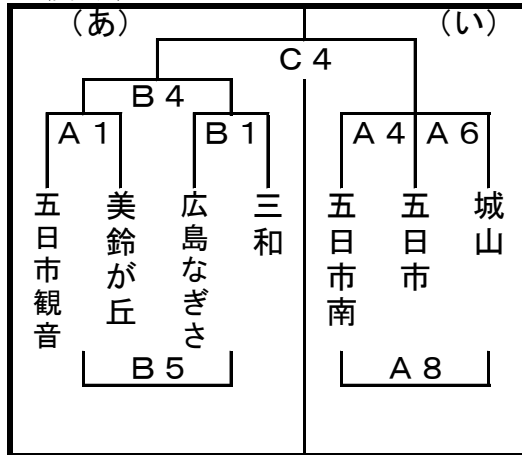 (あ) (い)
C4
B4
A1 B1 A4 A6
五日市観音
美鈴が丘
広島なぎさ
三和
五日市南
五日市
城山
B5 A8